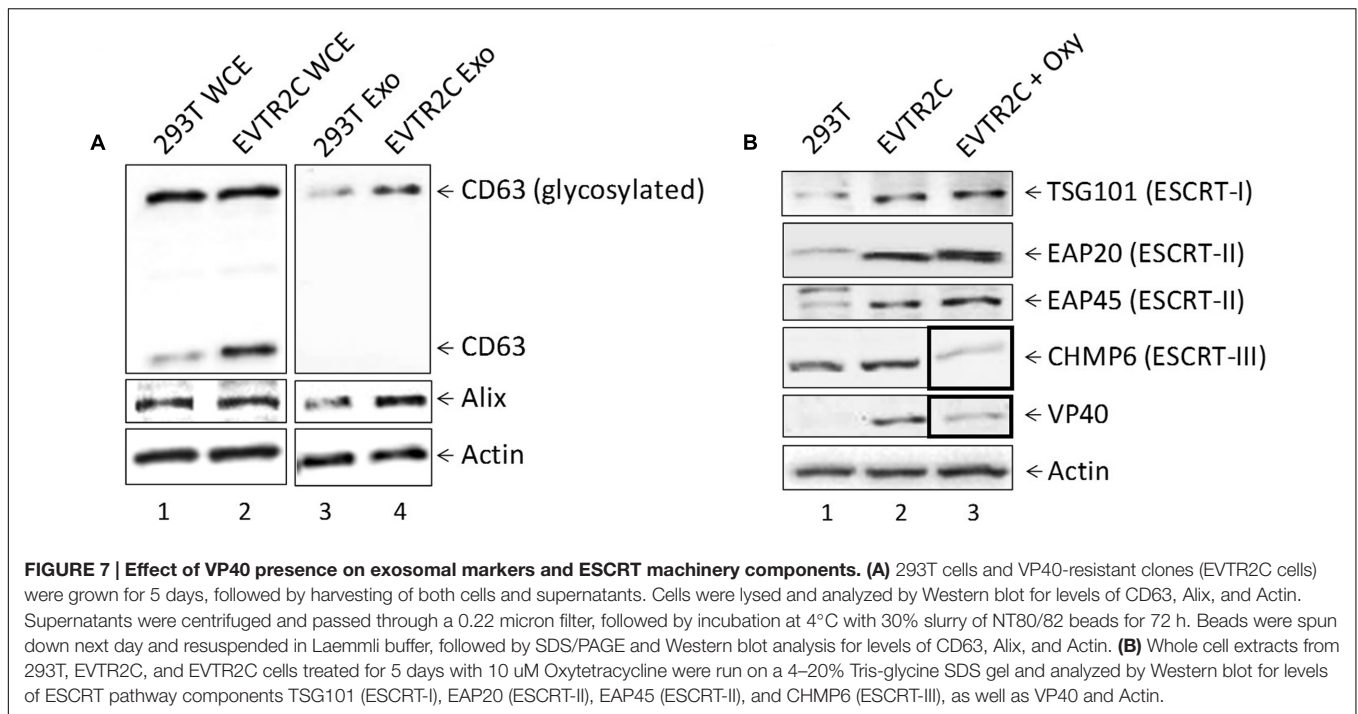 A
293T WCE
EVTR2C WCE
293T Exo
EVTR2C Exo
← CD63 (glycosylated)
← CD63
← Alix
← Actin
1 2 3 4
B
293T
EVTR2C
EVTR2C + Oxy
← TSG101 (ESCRT-I)
← EAP20 (ESCRT-II)
← EAP45 (ESCRT-II)
← CHMP6 (ESCRT-III)
← VP40
← Actin
1 2 3
FIGURE 7 | Effect of VP40 presence on exosomal markers and ESCRT machinery components. (A) 293T cells and VP40-resistant clones (EVTR2C cells)
were grown for 5 days, followed by harvesting of both cells and supernatants. Cells were lysed and analyzed by Western blot for levels of CD63, Alix, and Actin.
Supernatants were centrifuged and passed through a 0.22 micron filter, followed by incubation at 4°C with 30% slurry of NT80/82 beads for 72 h. Beads were spun
down next day and resuspended in Laemmli buffer, followed by SDS/PAGE and Western blot analysis for levels of CD63, Alix, and Actin. (B) Whole cell extracts from
293T, EVTR2C, and EVTR2C cells treated for 5 days with 10 uM Oxytetracycline were run on a 4–20% Tris-glycine SDS gel and analyzed by Western blot for levels
of ESCRT pathway components TSG101 (ESCRT-I), EAP20 (ESCRT-II), EAP45 (ESCRT-II), and CHMP6 (ESCRT-III), as well as VP40 and Actin.